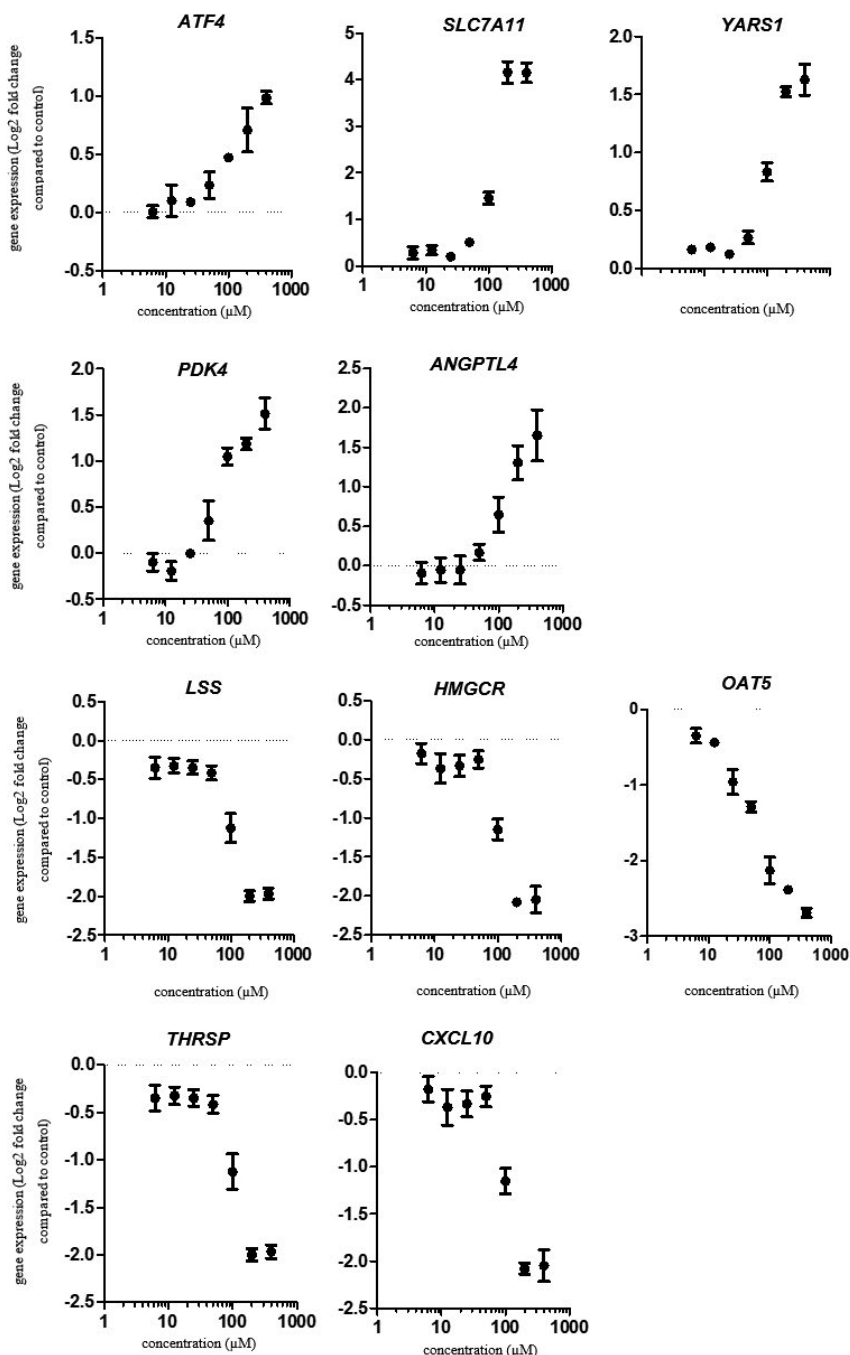 ATF4
SLC7A11
YARS1
gene expression (Log2 fold change
compared to control)
1.5
1.0
0.5
0.0
-0.5
1 10 100 1000
concentration (µM)
5
4
3
2
1
0
1 10 100 1000
concentration (µM)
2.0
1.5
1.0
0.5
0.0
concentration (µM)
PDK4
ANGPTL4
gene expression (Log2 fold change
compared to control)
2.0
1.5
1.0
0.5
0.0
-0.5
1 10 100 1000
concentration (µM)
2.5
2.0
1.5
1.0
0.5
0.0
-0.5
1 10 100 1000
concentration (µM)
LSS
HMGCR
OAT5
gene expression (Log2 fold change
compared to control)
0.5
0.0
-0.5
-1.0
-1.5
-2.0
-2.5
1 10 100 1000
concentration (µM)
0.5
0.0
-0.5
-1.0
-1.5
-2.0
-2.5
1 10 100 1000
concentration (µM)
0
-1
-2
-3
1 10 100 1000
concentration (µM)
THRSP
CXCL10
gene expression (Log2 fold change
compared to control)
0.0
-0.5
-1.0
-1.5
-2.0
-2.5
1 10 100 1000
concentration (µM)
0.0
-0.5
-1.0
-1.5
-2.0
-2.5
1 10 100 1000
concentration (µM)